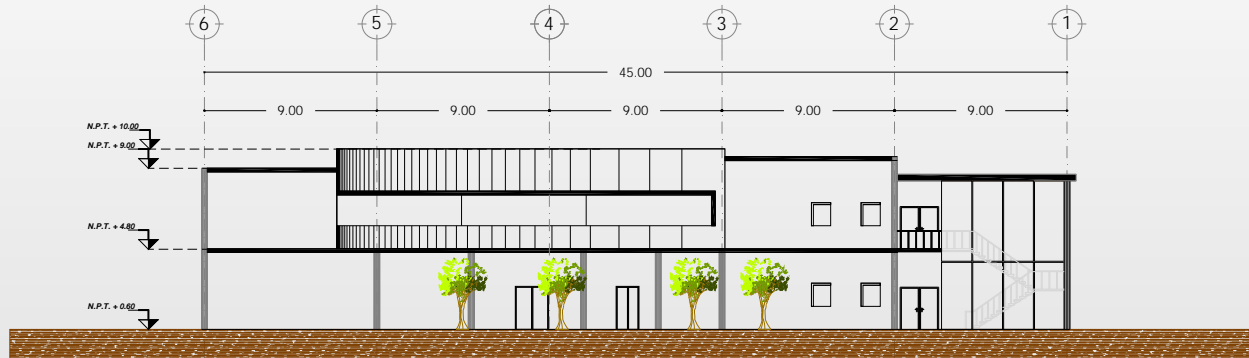 6 5 4 3 2 1
45.00
9.00 9.00 9.00 9.00 9.00
N.P.T. + 10.00
N.P.T. + 9.00
N.P.T. + 4.80
N.P.T. + 0.60